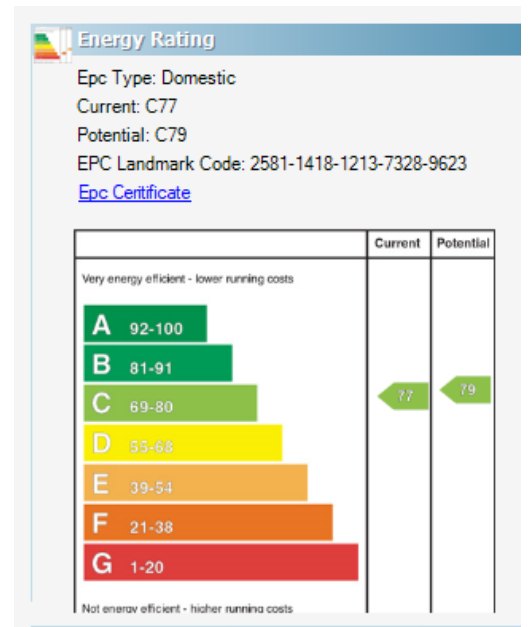 Energy Rating
Epc Type: Domestic
Current: C77
Potential: C79
EPC Landmark Code: 2581-1418-1213-7328-9623
Epc Ceritificate
Current Potential
Very energy efficient - lower running costs
A 92-100
B 81-91
C 69-80
77 79
D 55-68
E 39-54
F 21-38
G 1-20
Not energy efficient - higher running costs